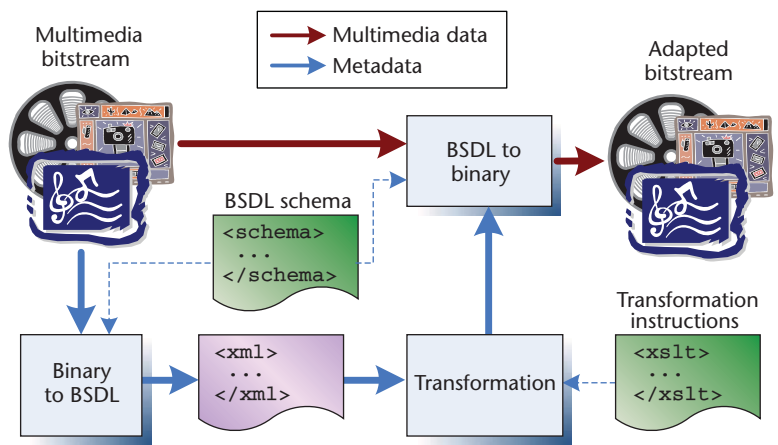 Multimedia
bitstream
Multimedia data
Metadata
Adapted
bitstream
BSDL to
binary
BSDL schema
<schema>
...
</schema>
Transformation
instructions
Binary
to BSDL
<xml>
...
</xml>
Transformation
<xslt>
...
</xslt>